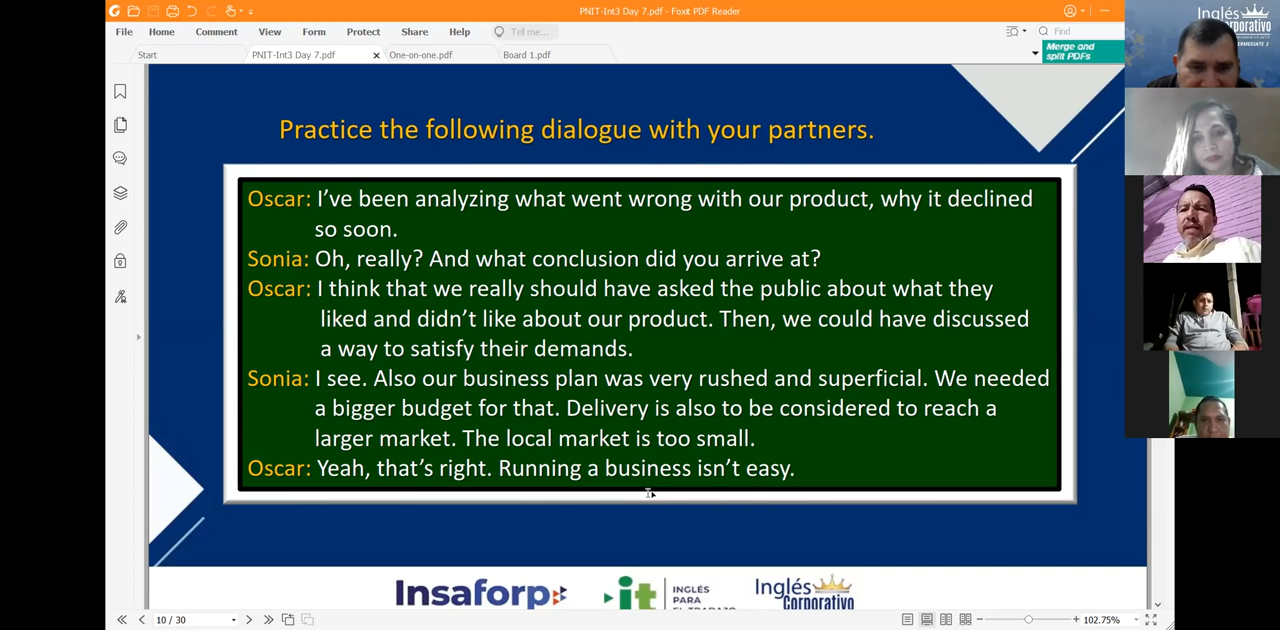 PNIT-Int3 Day 7.pdf - Foxit PDF Reader
File Home Comment View Form Protect Share Help Tell me... Find
Start PNIT-Int3 Day 7.pdf One-on-one.pdf Board 1.pdf
Merge and
split PDFs
Inglés
Corporativo
Practice the following dialogue with your partners.
Oscar: I've been analyzing what went wrong with our product, why it declined
so soon.
Sonia: Oh, really? And what conclusion did you arrive at?
Oscar: I think that we really should have asked the public about what they
liked and didn't like about our product. Then, we could have discussed
a way to satisfy their demands.
Sonia: I see. Also our business plan was very rushed and superficial. We needed
a bigger budget for that. Delivery is also to be considered to reach a
larger market. The local market is too small.
Oscar: Yeah, that's right. Running a business isn't easy.
Insaforp
it
INGLÉS
PARA
EL TRABAJO
Inglés
Corporativo
10 / 30
102.75%